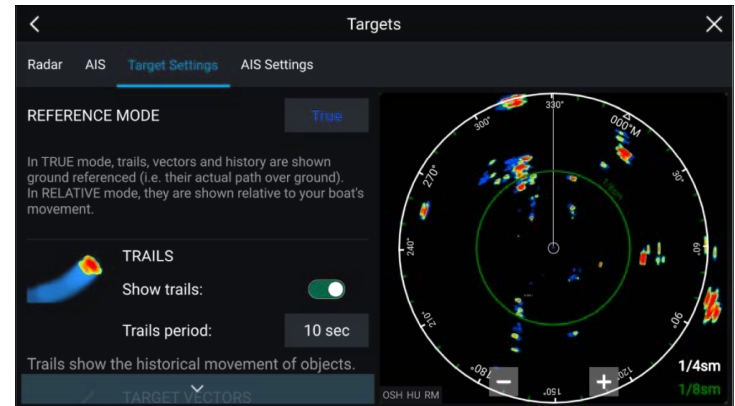 Targets
Radar AIS Target Settings AIS Settings
REFERENCE MODE True
In TRUE mode, trails, vectors and history are shown
ground referenced (i.e. their actual path over ground).
In RELATIVE mode, they are shown relative to your boat's
movement.
TRAILS
Show trails:
Trails period: 10 sec
Trails show the historical movement of objects.
TARGET VECTORS
330°
300°
000°M
270°
30°
1/8sm
240°
60°
210°
90°
180°
150°
120°
1/4sm
1/8sm
OSH HU RM